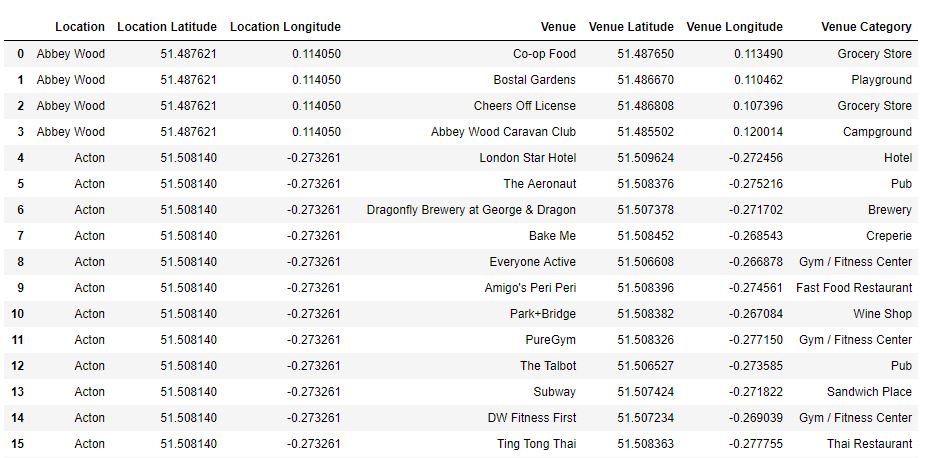 Location Location Latitude Location Longitude Venue Venue Latitude Venue Longitude Venue Category
0 Abbey Wood 51.487621 0.114050 Co-op Food 51.487650 0.113490 Grocery Store
1 Abbey Wood 51.487621 0.114050 Bostal Gardens 51.486670 0.110462 Playground
2 Abbey Wood 51.487621 0.114050 Cheers Off License 51.486808 0.107396 Grocery Store
3 Abbey Wood 51.487621 0.114050 Abbey Wood Caravan Club 51.485502 0.120014 Campground
4 Acton 51.508140 -0.273261 London Star Hotel 51.509624 -0.272456 Hotel
5 Acton 51.508140 -0.273261 The Aeronaut 51.508376 -0.275216 Pub
6 Acton 51.508140 -0.273261 Dragonfly Brewery at George & Dragon 51.507378 -0.271702 Brewery
7 Acton 51.508140 -0.273261 Bake Me 51.508452 -0.268543 Creperie
8 Acton 51.508140 -0.273261 Everyone Active 51.506608 -0.266878 Gym / Fitness Center
9 Acton 51.508140 -0.273261 Amigo's Peri Peri 51.508396 -0.274561 Fast Food Restaurant
10 Acton 51.508140 -0.273261 Park+Bridge 51.508382 -0.267084 Wine Shop
11 Acton 51.508140 -0.273261 PureGym 51.508326 -0.277150 Gym / Fitness Center
12 Acton 51.508140 -0.273261 The Talbot 51.506527 -0.273585 Pub
13 Acton 51.508140 -0.273261 Subway 51.507424 -0.271822 Sandwich Place
14 Acton 51.508140 -0.273261 DW Fitness First 51.507234 -0.269039 Gym / Fitness Center
15 Acton 51.508140 -0.273261 Ting Tong Thai 51.508363 -0.277755 Thai Restaurant